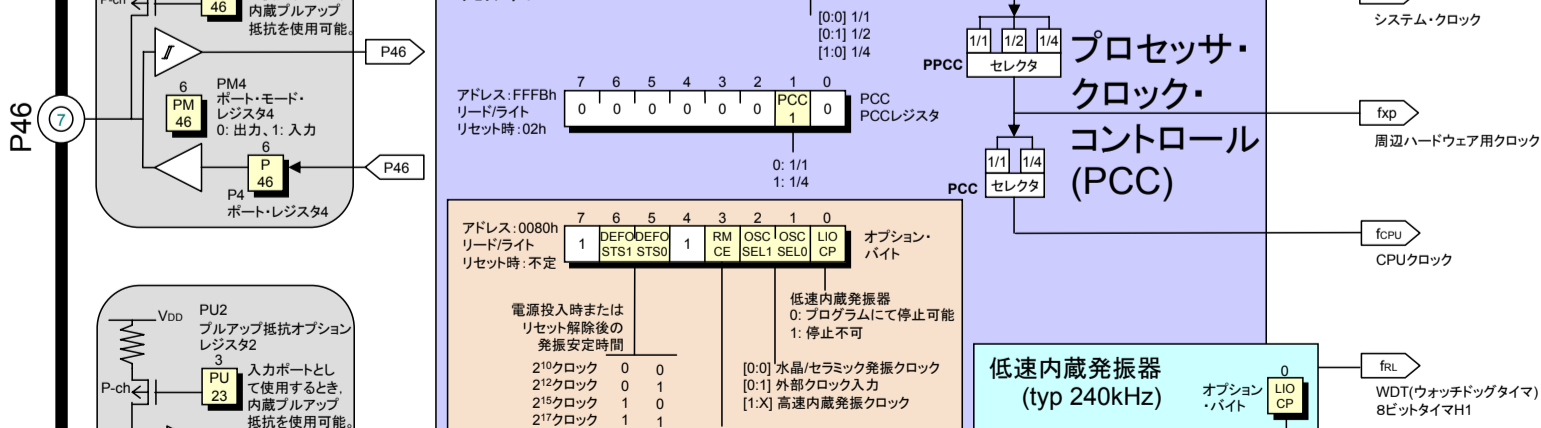 P-ch
46
内蔵プルアップ
抵抗を使用可能。
P46
6
PM
46
PM4
ポート・モード・
レジスタ4
0: 出力、1: 入力
P46
7
6
P
46
P46
P4
ポート・レジスタ4
VDD
PU2
プルアップ抵抗オプション
レジスタ2
3
PU
23
P-ch
入力ポートとし
て使用するとき,
内蔵プルアップ
抵抗を使用可能。
[0:0] 1/1
[0:1] 1/2
[1:0] 1/4
アドレス:FFFBh
リード/ライト
リセット時:02h
7 6 5 4 3 2 1 0
0 0 0 0 0 0 PCC 1 0
PCC
PCCレジスタ
0: 1/1
1: 1/4
アドレス:0080h
リード/ライト
リセット時:不定
7 6 5 4 3 2 1 0
1 DEFO DEFO 1 RM OSC OSC LIO
STS1 STS0 CE SEL1 SEL0 CP
オプション・
バイト
電源投入時または
リセット解除後の
発振安定時間
2¹⁰クロック 0 0
2¹²クロック 0 1
2¹⁵クロック 1 0
2¹⁷クロック 1 1
低速内蔵発振器
0: プログラムにて停止可能
1: 停止不可
[0:0] 水晶/セラミック発振クロック
[0:1] 外部クロック入力
[1:X] 高速内蔵発振クロック
1/1 1/2 1/4
PPCC セレクタ
1/1 1/4
PCC セレクタ
プロセッサ・
クロック・
コントロール
(PCC)
システム・クロック
fxp
周辺ハードウェア用クロック
fCPU
CPUクロック
低速内蔵発振器
(typ 240kHz)
オプション
・バイト
0
LIO
CP
fRL
WDT(ウォッチドッグタイマ)
8ビットタイマH1